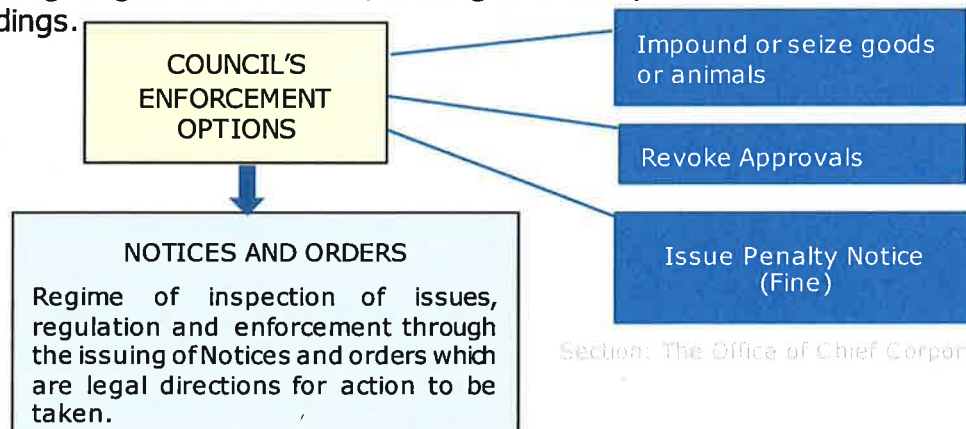 dings.
COUNCIL'S
ENFORCEMENT
OPTIONS
Impound or seize goods
or animals
Revoke Approvals
Issue Penalty Notice
(Fine)
NOTICES AND ORDERS
Regime of inspection of issues,
regulation and enforcement through
the issuing of Notices and orders which
are legal directions for action to be
taken.
Section: The Office of Chief Corpor